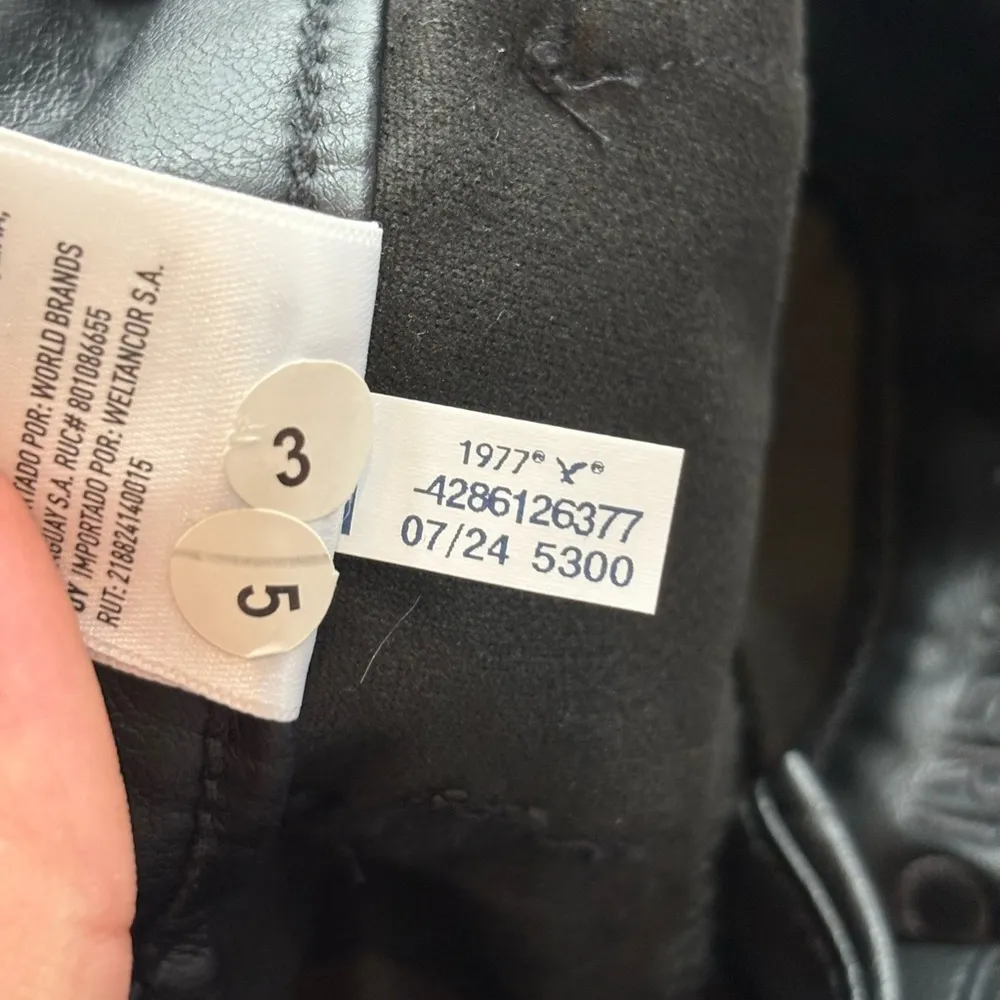 TADO POR: WORLD BRANDS
UAY S.A. RUC# 801086655
UY IMPORTADO POR: WELTANCOR S.A.
RUT: 218824140015
3
5
1977® ®
-4286126377
07/24 5300